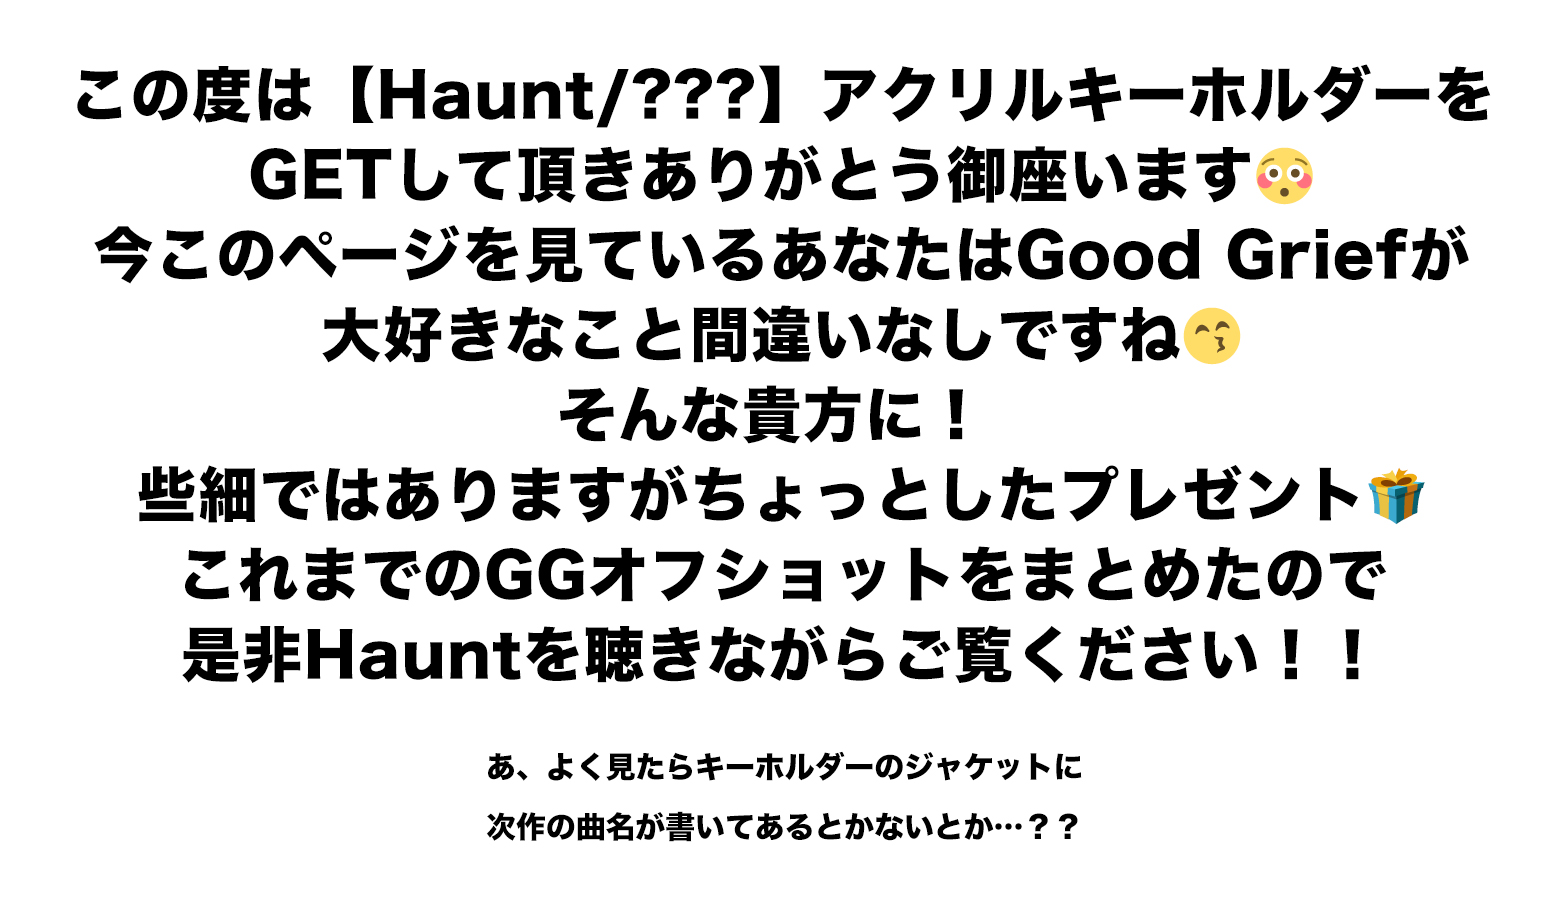 この度は【Haunt/???】アクリルキーホルダーを
GETして頂きありがとう御座います😳
今このページを見ているあなたはGood Griefが
大好きなこと間違いなしですね😙
そんな貴方に！
些細ではありますがちょっとしたプレゼント🎁
これまでのGGオフショットをまとめたので
是非Hauntを聴きながらご覧ください！！
あ、よく見たらキーホルダーのジャケットに
次作の曲名が書いてあるとかないとか…？？